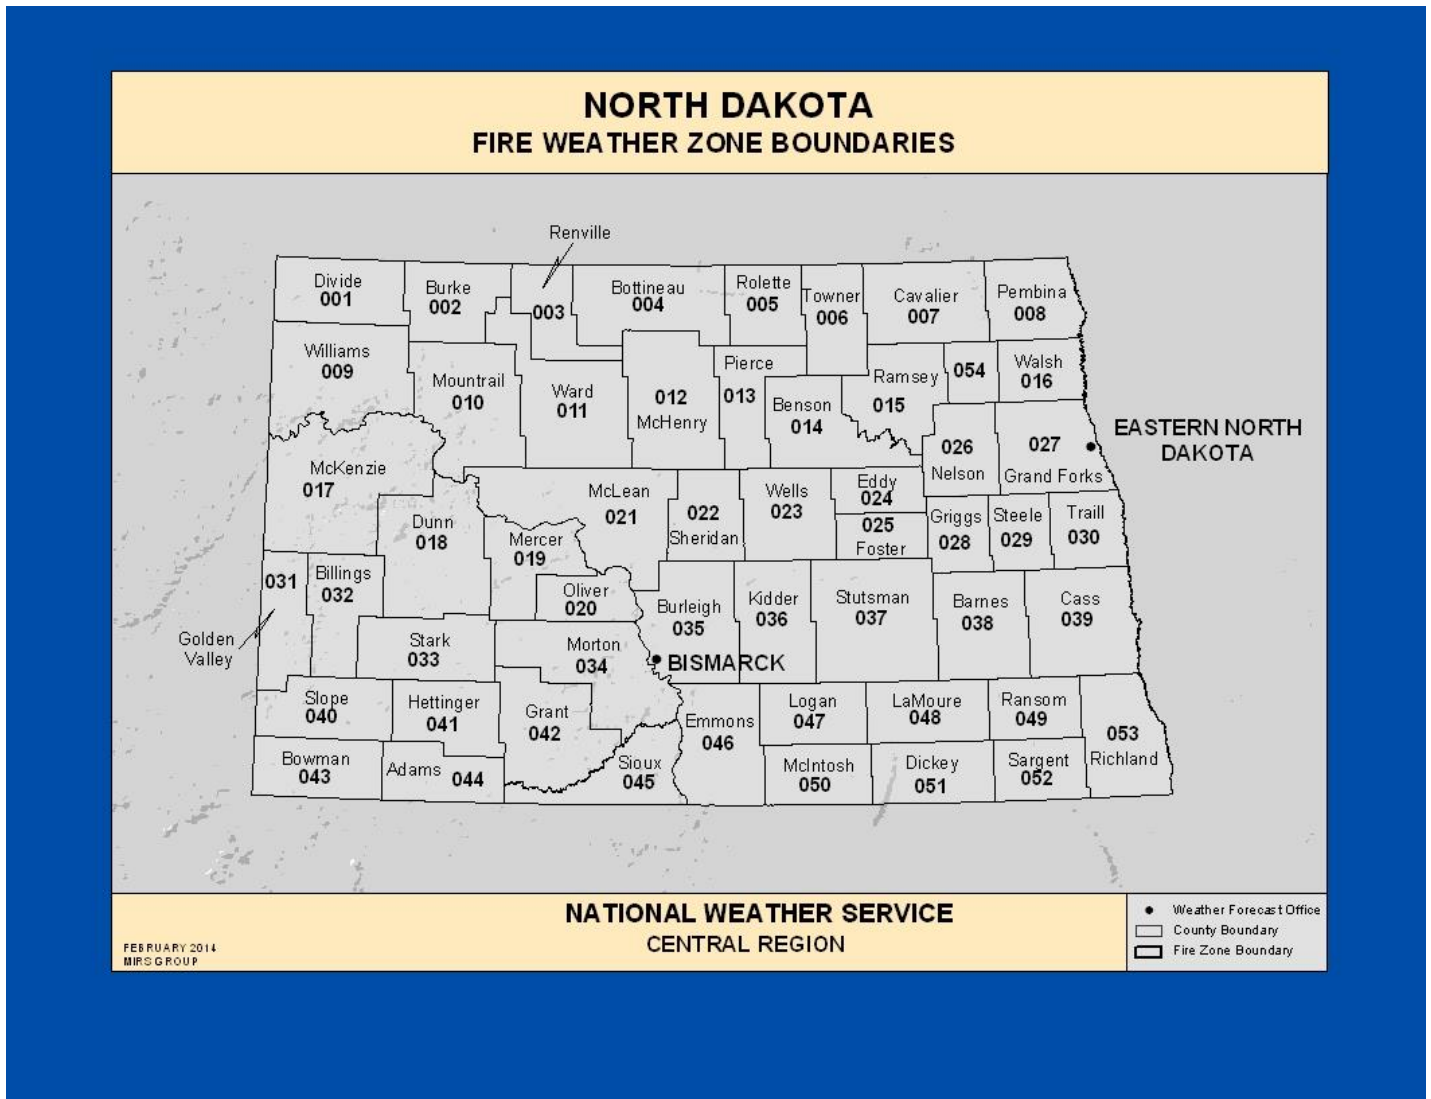 NORTH DAKOTA
FIRE WEATHER ZONE BOUNDARIES
Renville
Divide
001
Burke
002
003
Bottineau
004
Rolette
005
Towner
006
Cavalier
007
Pembina
008
Williams
009
Mountrail
010
Ward
011
012
McHenry
Pierce
013
Benson
014
Ramsey
015
054
Walsh
016
EASTERN NORTH
DAKOTA
McKenzie
017
Dunn
018
Mercer
019
Oliver
020
McLean
021
022
Sheridan
Wells
023
Eddy
024
025
Foster
026
Nelson
027
Grand Forks
Griggs
028
Steele
029
Traill
030
031
Golden
Valley
Billings
032
Stark
033
Morton
034
Burleigh
035
BISMARCK
Kidder
036
Stutsman
037
Barnes
038
Cass
039
Slope
040
Hettinger
041
Grant
042
Bowman
043
Adams 044
Sioux
045
Emmons
046
Logan
047
LaMoure
048
Ransom
049
McIntosh
050
Dickey
051
Sargent
052
053
Richland
NATIONAL WEATHER SERVICE
CENTRAL REGION
FEBRUARY 2014
MIRS GROUP
Weather Forecast Office
County Boundary
Fire Zone Boundary